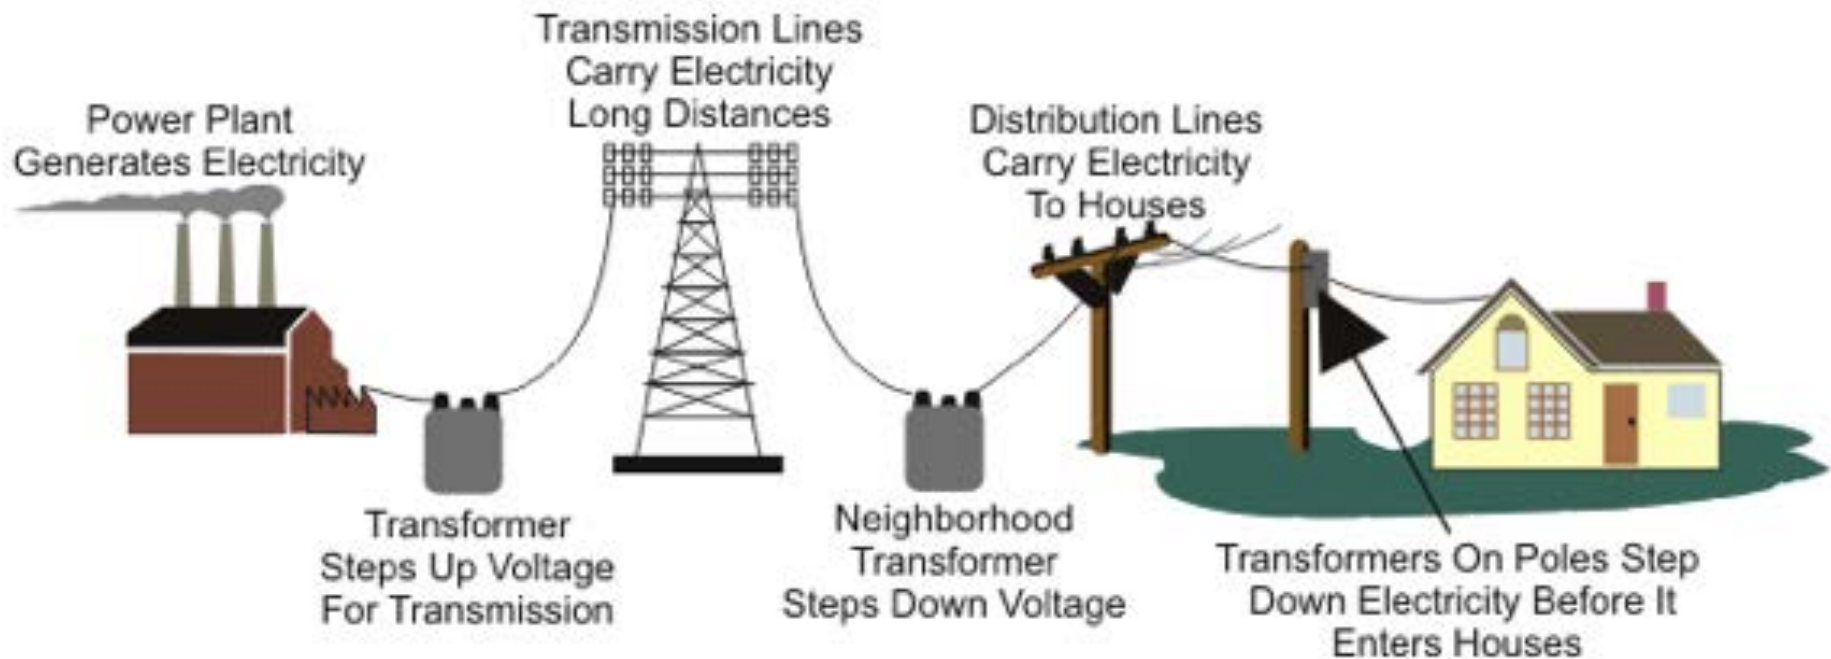 Power Plant
Generates Electricity
Transformer
Steps Up Voltage
For Transmission
Transmission Lines
Carry Electricity
Long Distances
Neighborhood
Transformer
Steps Down Voltage
Distribution Lines
Carry Electricity
To Houses
Transformers On Poles Step
Down Electricity Before It
Enters Houses